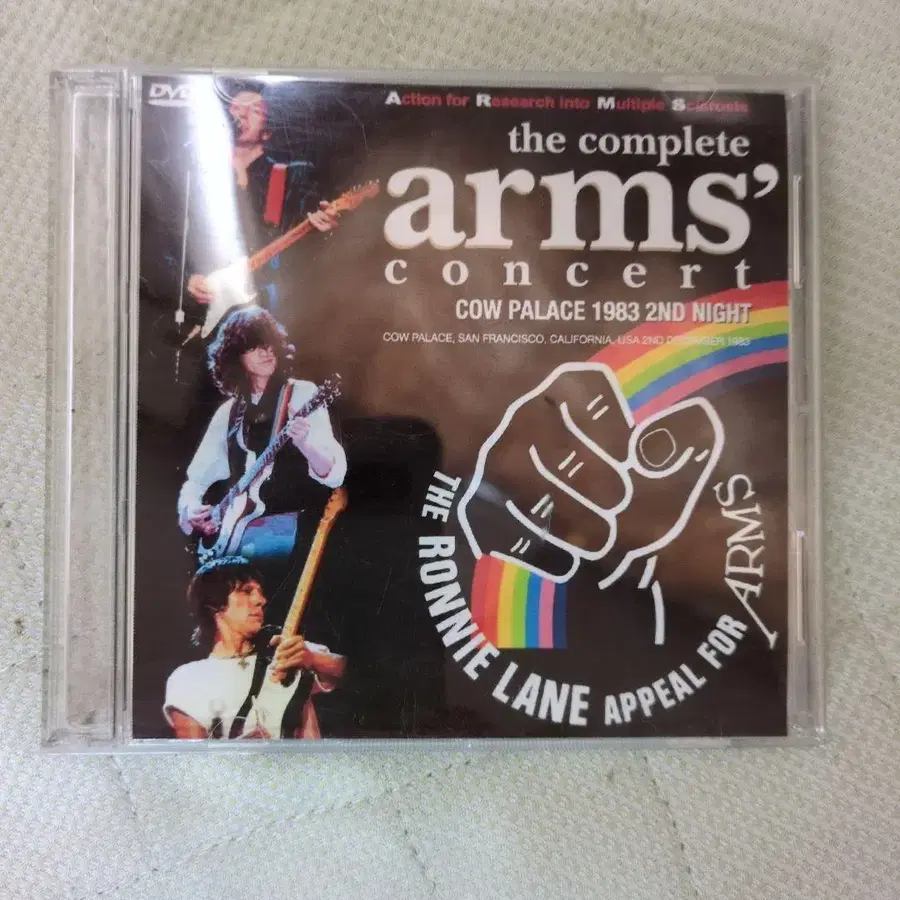 DVD
Action for Research into Multiple Sclerosis
the complete
arms'
concert
COW PALACE 1983 2ND NIGHT
COW PALACE, SAN FRANCISCO, CALIFORNIA, USA 2ND DECEMBER 1983
THE RONNIE LANE APPEAL FOR ARMS